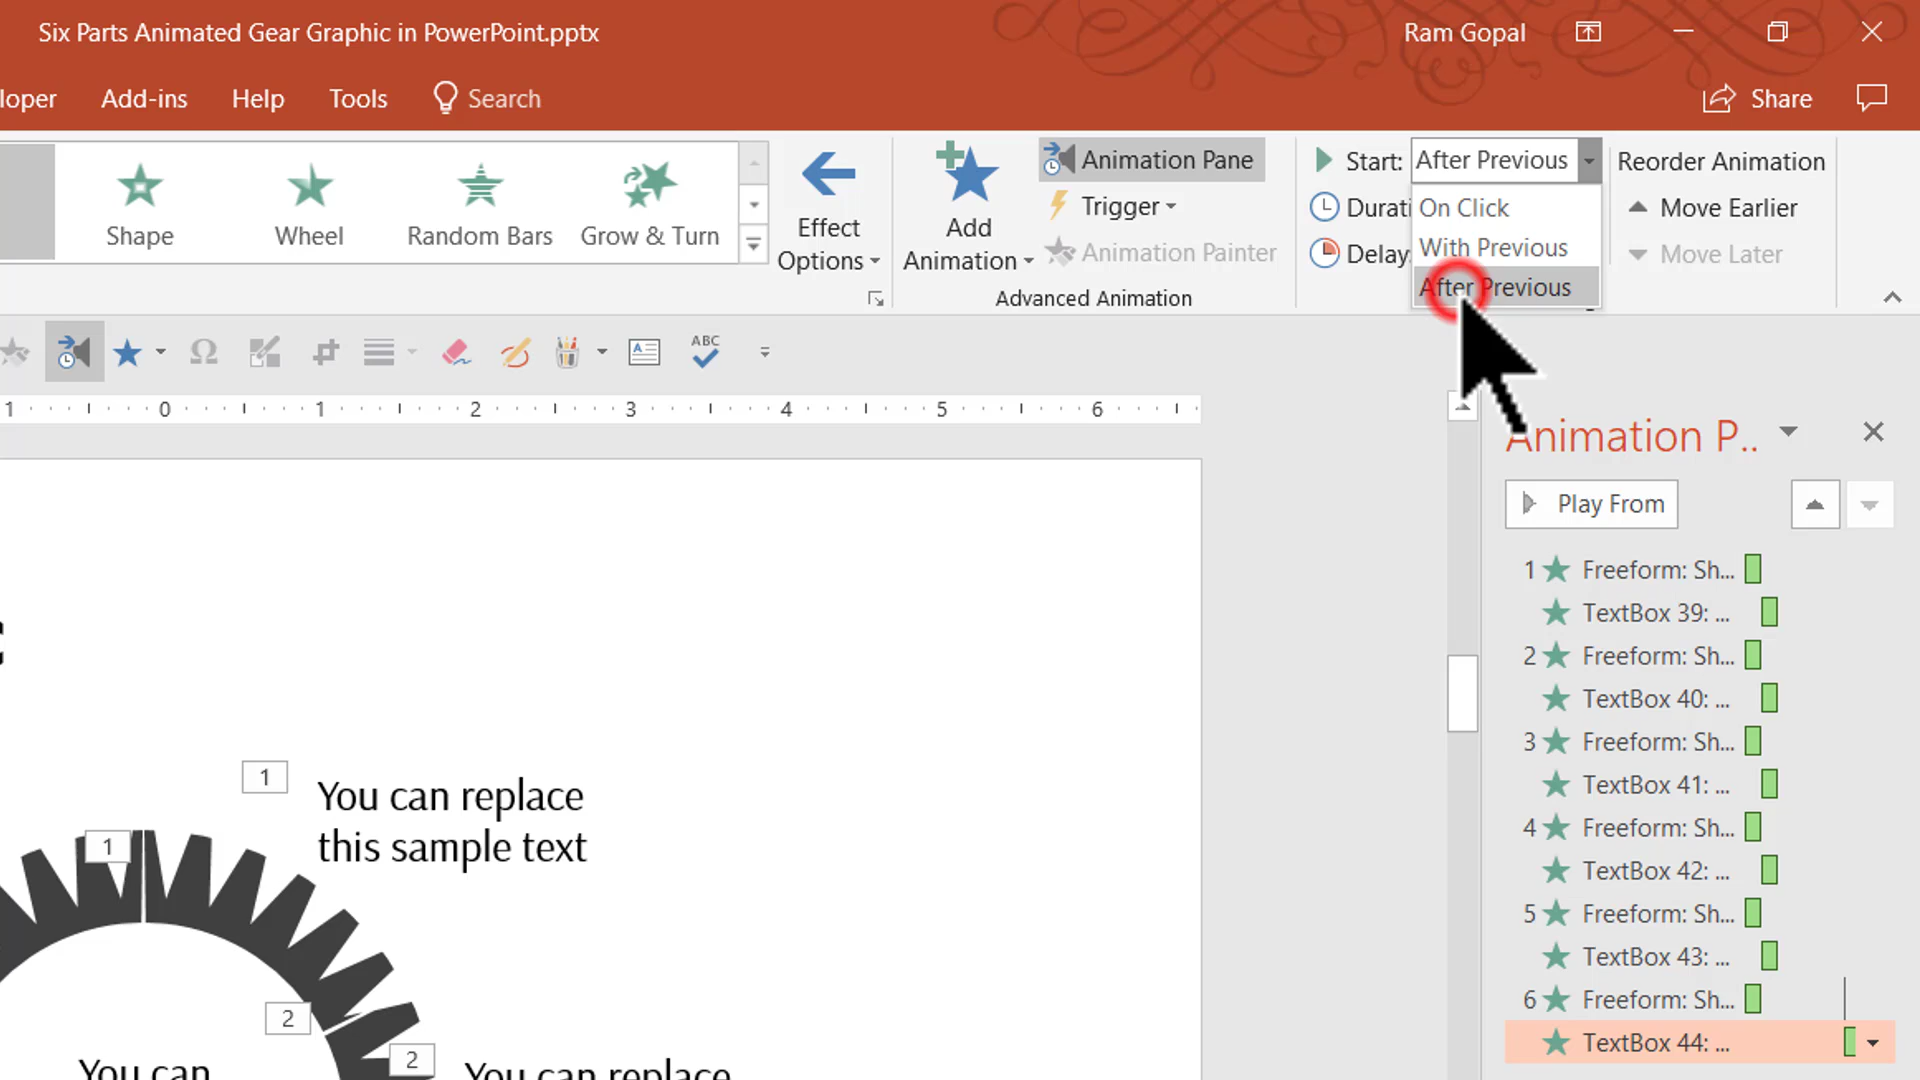 Six Parts Animated Gear Graphic in PowerPoint.pptx
Ram Gopal
loper
Add-ins
Help
Tools
Search
Share
Shape
Wheel
Random Bars
Grow & Turn
Effect
Options
Add
Animation
Animation Pane
Trigger
Animation Painter
Advanced Animation
Start:
After Previous
Durati
Delay
On Click
With Previous
After Previous
Reorder Animation
Move Earlier
Move Later
ABC
1 0 1 2 3 4 5 6
Animation P..
Play From
1 Freeform: Sh...
TextBox 39: ...
2 Freeform: Sh...
TextBox 40: ...
3 Freeform: Sh...
TextBox 41: ...
4 Freeform: Sh...
TextBox 42: ...
5 Freeform: Sh...
TextBox 43: ...
6 Freeform: Sh...
TextBox 44: ...
1
You can replace
this sample text
1
2
2
You can
You can replace